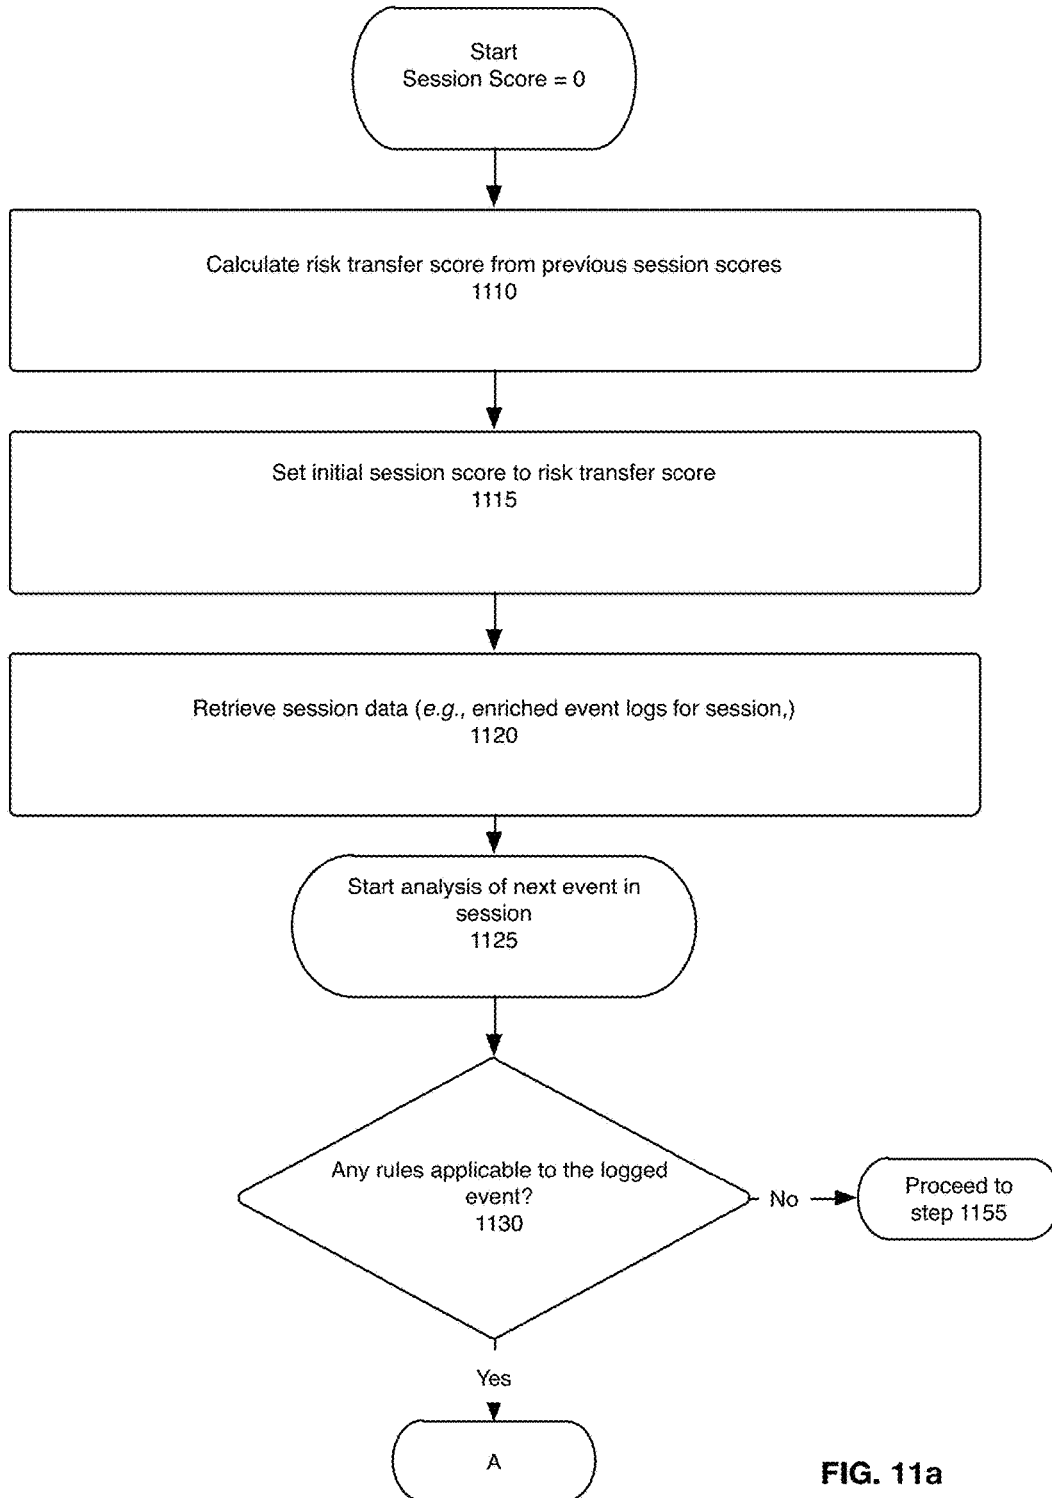 Start
Session Score = 0
Calculate risk transfer score from previous session scores
1110
Set initial session score to risk transfer score
1115
Retrieve session data (e.g., enriched event logs for session,)
1120
Start analysis of next event in
session
1125
Any rules applicable to the logged
event?
1130
No
Proceed to
step 1155
Yes
A
FIG. 11a